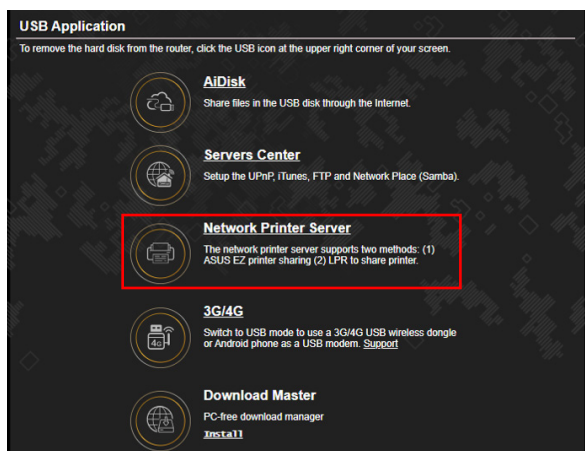 USB Application
To remove the hard disk from the router, click the USB icon at the upper right corner of your screen.
AiDisk
Share files in the USB disk through the Internet.
Servers Center
Setup the UPnP, iTunes, FTP and Network Place (Samba).
Network Printer Server
The network printer server supports two methods: (1)
ASUS EZ printer sharing (2) LPR to share printer.
3G/4G
Switch to USB mode to use a 3G/4G USB wireless dongle
or Android phone as a USB modem. Support
4G
Download Master
PC-free download manager
Install